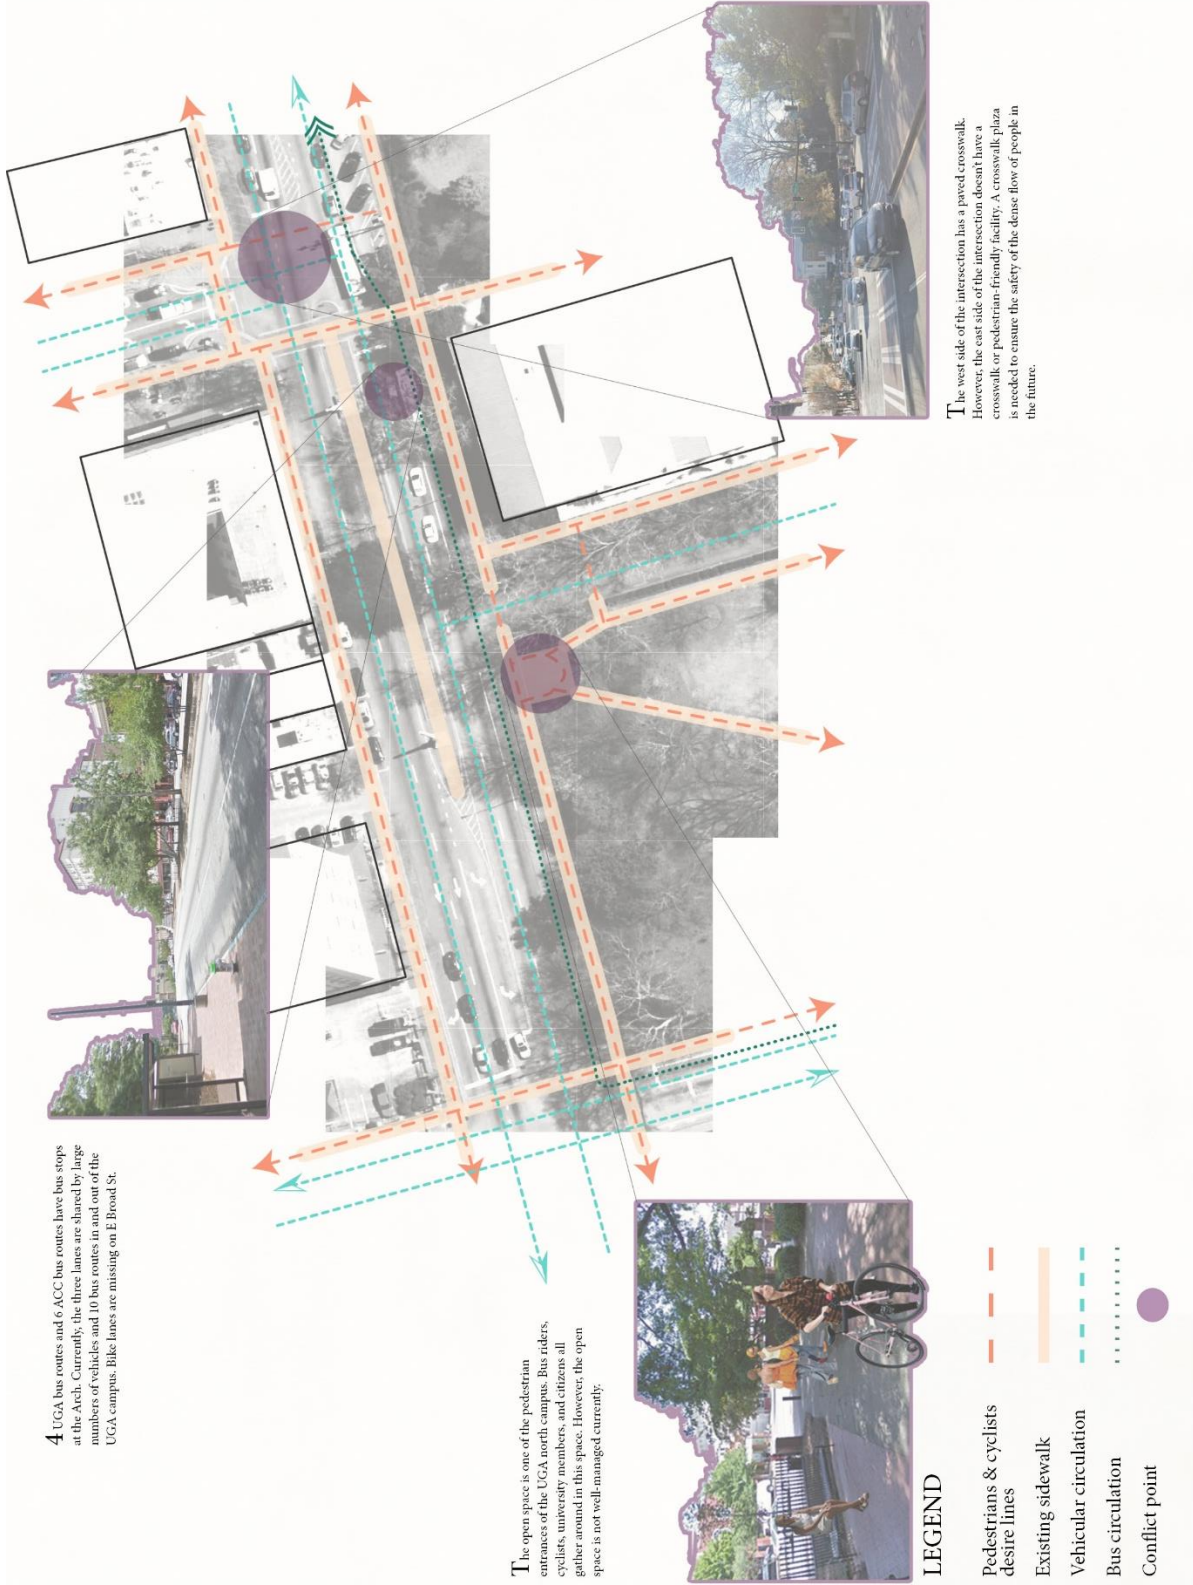 4 UGA bus routes and 6 ACC bus routes have bus stops
at the Arch. Currently, the three lanes are shared by large
numbers of vehicles and 10 bus routes in and out of the
UGA campus. Bike lanes are missing on E Broad St.
The open space is one of the pedestrian
entrances of the UGA north campus. Bus riders,
cyclists, university members, and citizens all
gather around in this space. However, the open
space is not well-managed currently.
The west side of the intersection has a paved crosswalk.
However, the east side of the intersection doesn't have a
crosswalk or pedestrian-friendly facility. A crosswalk plaza
is needed to ensure the safety of the dense flow of people in
the future.
LEGEND
Pedestrians & cyclists
desire lines
Existing sidewalk
Vehicular circulation
Bus circulation
Conflict point